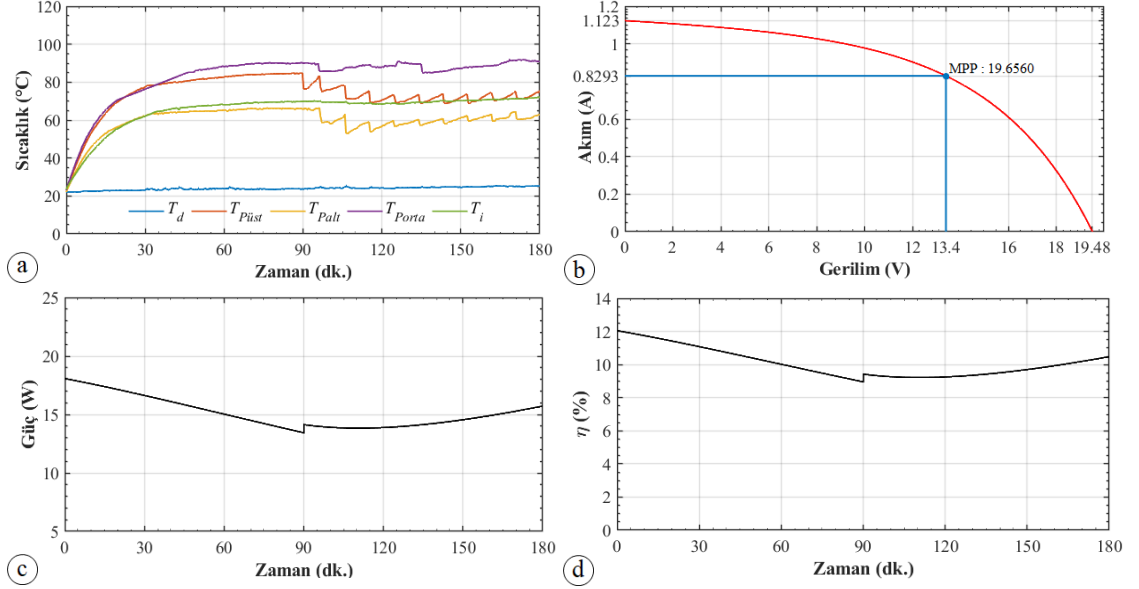 120
100
80
60
40
20
0
Sıcaklık (°C)
T_d T_Püst T_Palt T_Porta T_i
0 30 60 90 120 150 180
Zaman (dk.)
a
1.2
1.123
1
0.8293
0.6
0.4
0.2
0
Akım (A)
MPP : 19.6560
0 2 4 6 8 10 12 13.4 16 18 19.48
Gerilim (V)
b
25
20
15
10
5
Güç (W)
0 30 60 90 120 150 180
Zaman (dk.)
c
14
12
10
8
6
4
2
0
η (%)
0 30 60 90 120 150 180
Zaman (dk.)
d